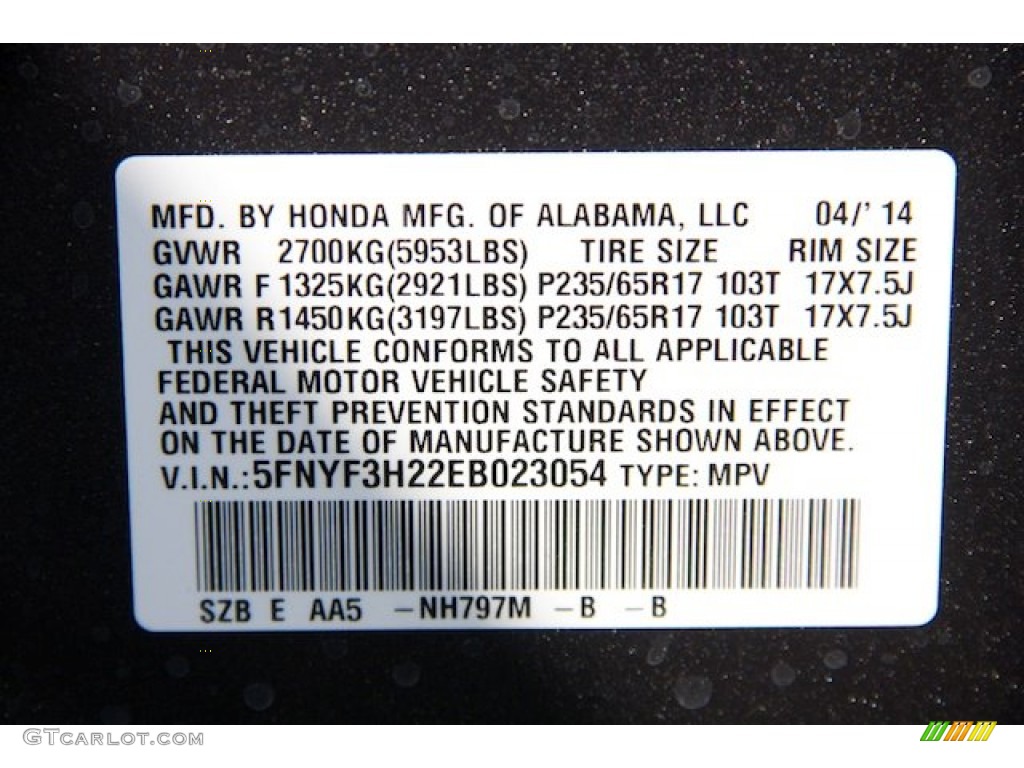 MFD. BY HONDA MFG. OF ALABAMA, LLC 04/'14
GVWR 2700KG(5953LBS) TIRE SIZE RIM SIZE
GAWR F 1325KG(2921LBS) P235/65R17 103T 17X7.5J
GAWR R1450KG(3197LBS) P235/65R17 103T 17X7.5J
THIS VEHICLE CONFORMS TO ALL APPLICABLE
FEDERAL MOTOR VEHICLE SAFETY
AND THEFT PREVENTION STANDARDS IN EFFECT
ON THE DATE OF MANUFACTURE SHOWN ABOVE.
V.I.N.:5FNYF3H22EB023054 TYPE: MPV
SZB E AA5 -NH797M -B -B
GTCARLOT.COM